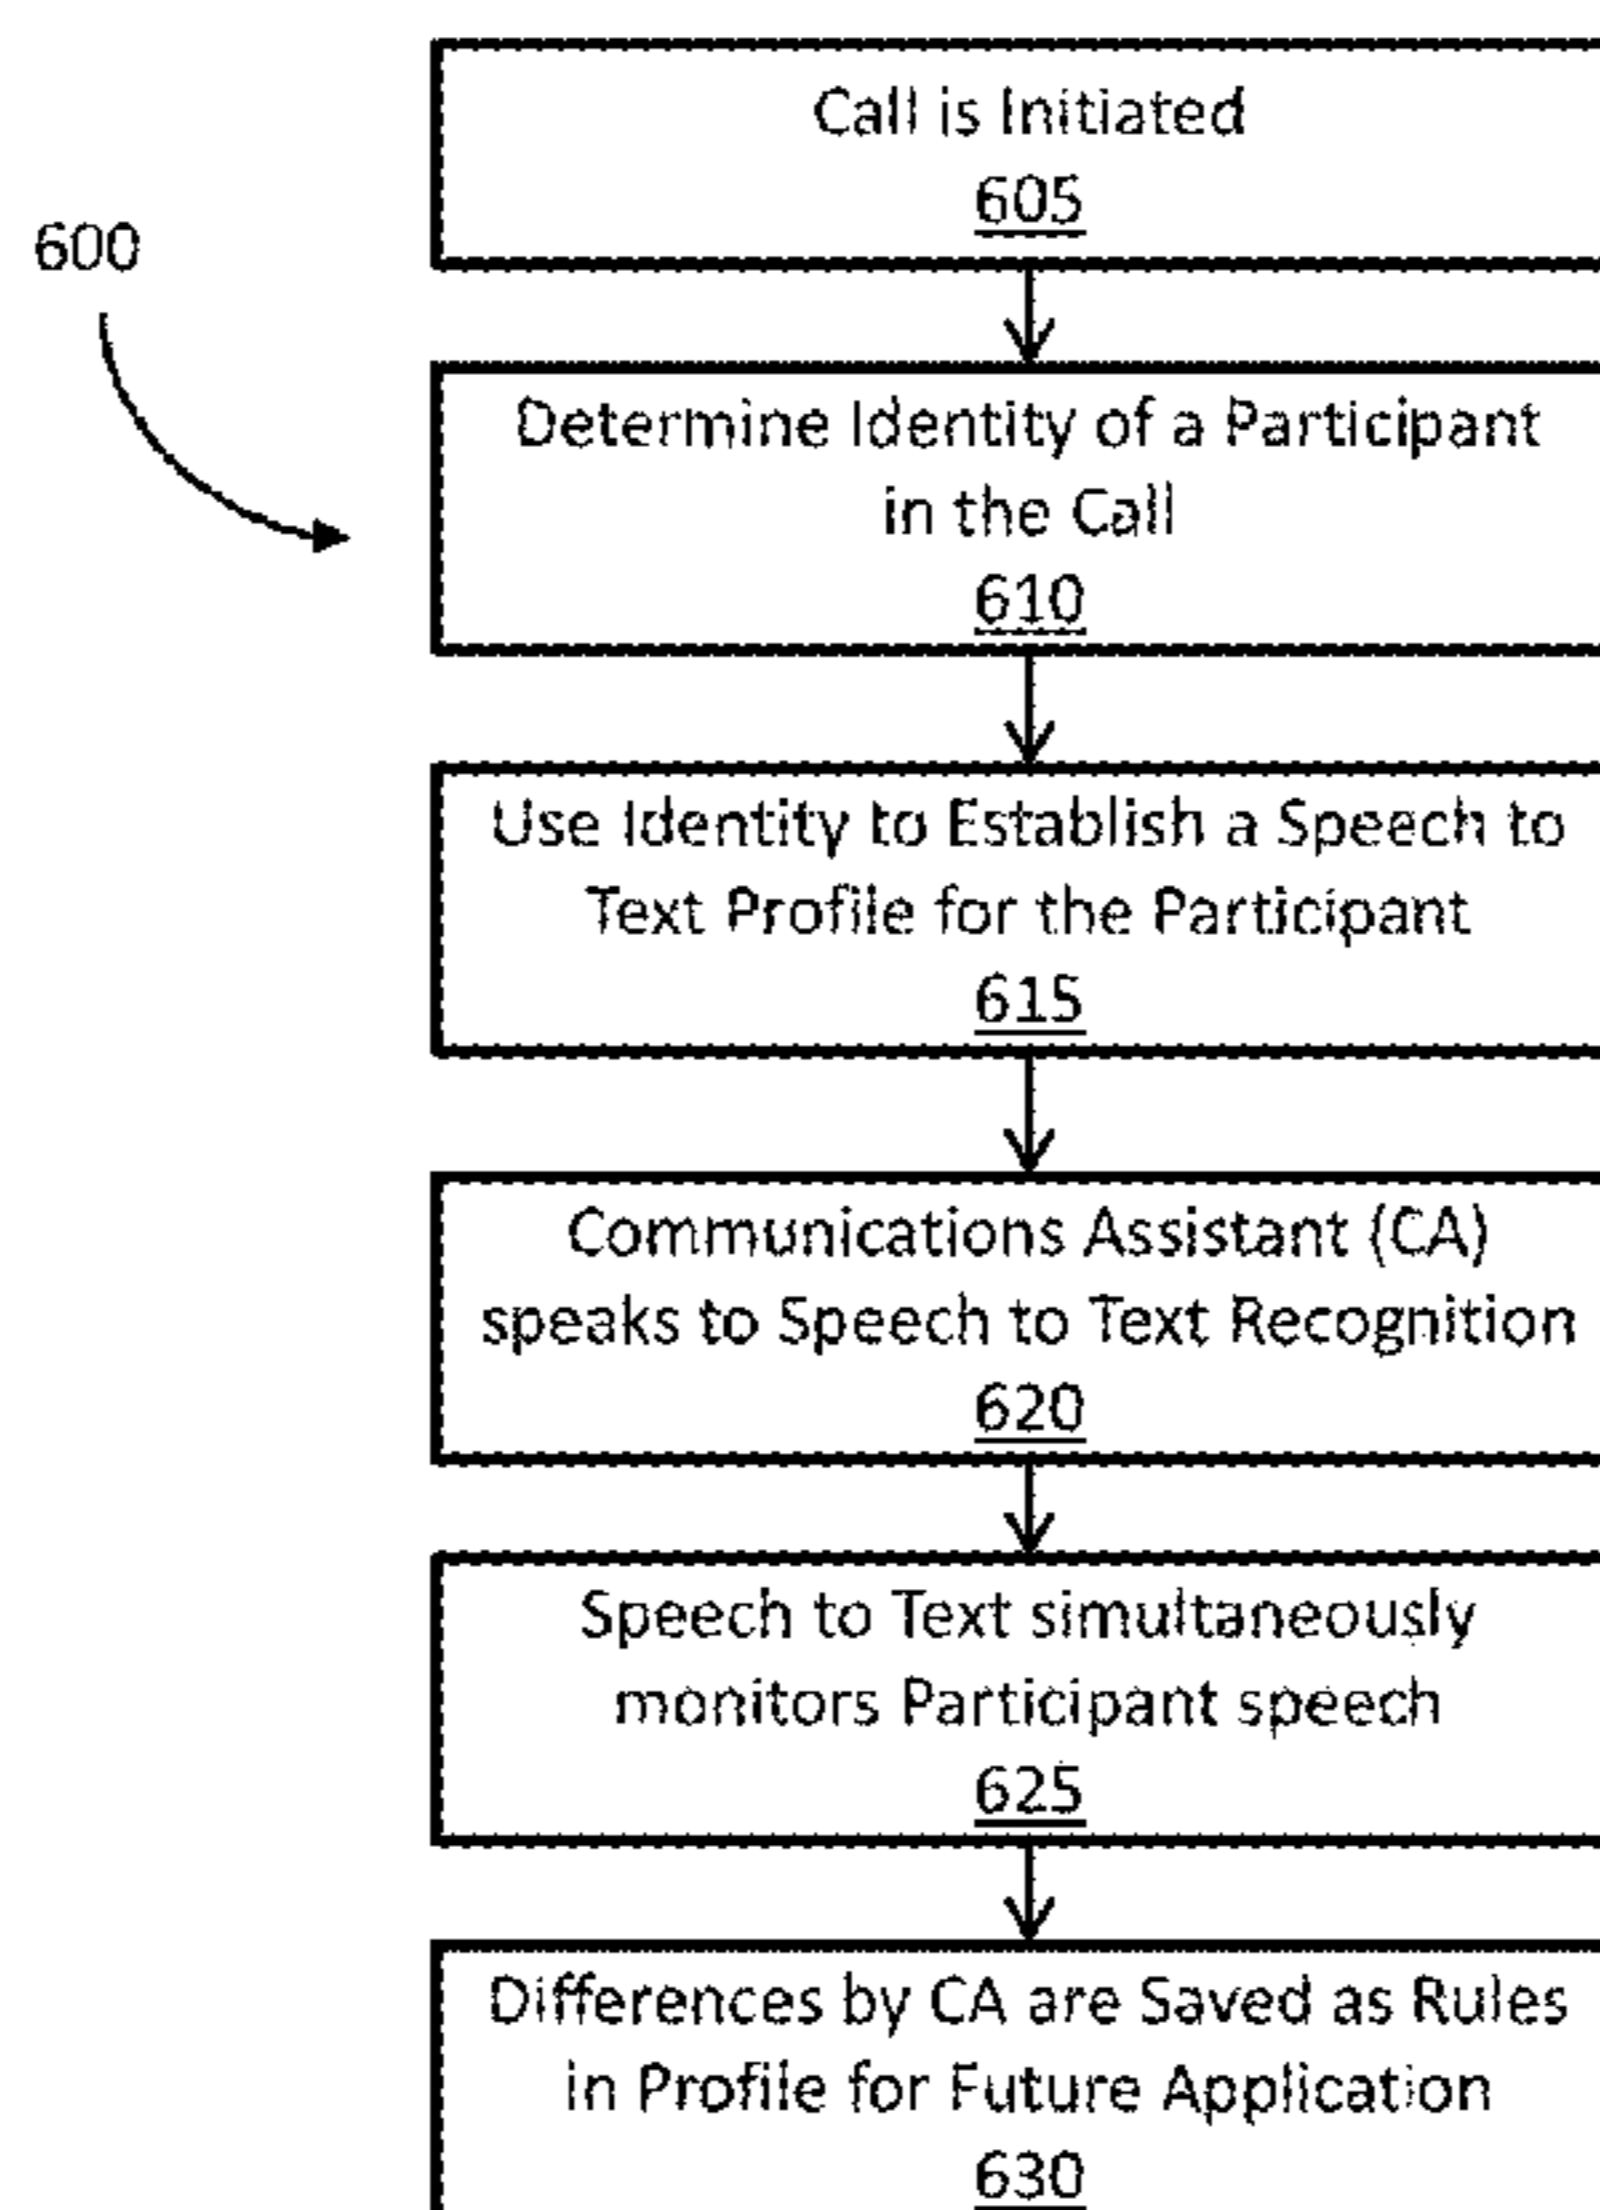 Call is Initiated
605
600
Determine Identity of a Participant
in the Call
610
Use Identity to Establish a Speech to
Text Profile for the Participant
615
Communications Assistant (CA)
speaks to Speech to Text Recognition
620
Speech to Text simultaneously
monitors Participant speech
625
Differences by CA are Saved as Rules
in Profile for Future Application
630